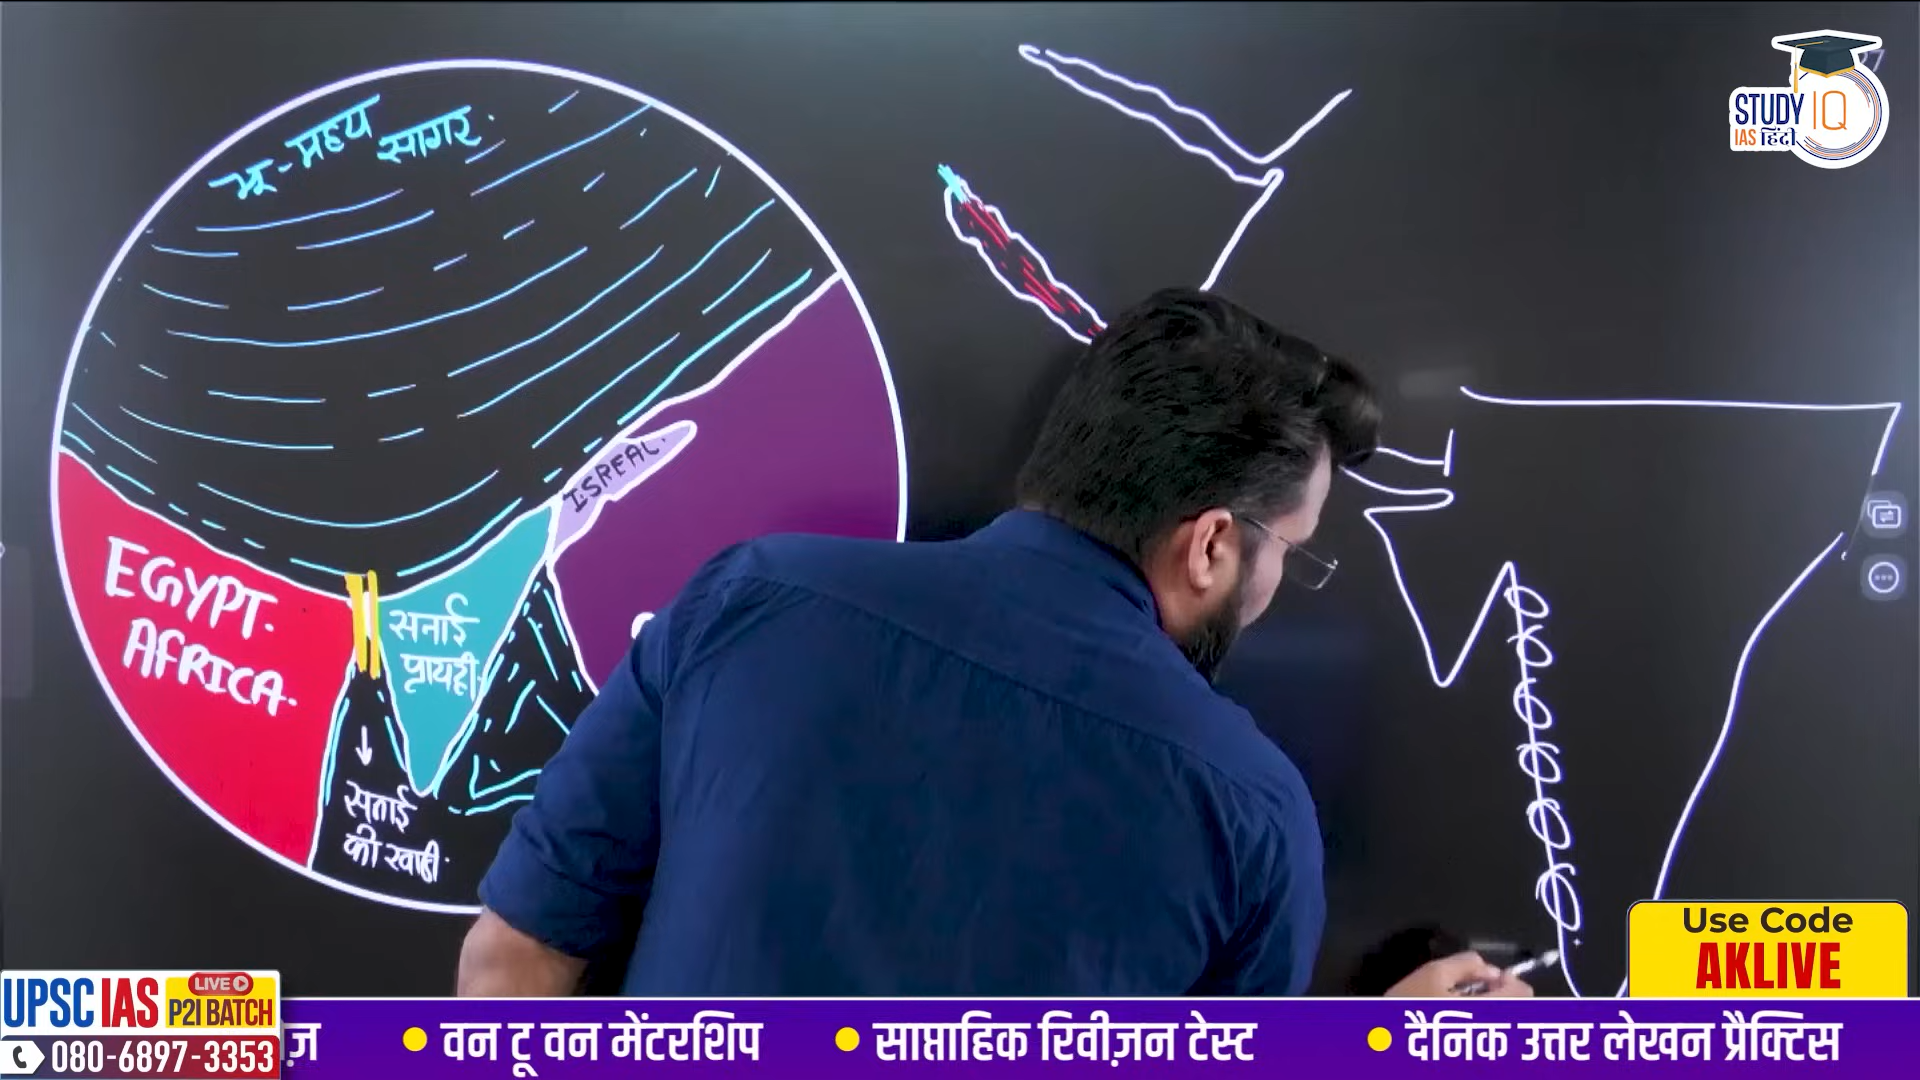 भू-मध्य सागर
ISREAL
EGYPT
AFRICA
सनाई
प्रायद्वी
सनाई
की खाड़ी
STUDY IQ
IAS हिंदी
Use Code
AKLIVE
UPSC IAS
LIVE
P2I BATCH
080-6897-3353
वन टू वन मेंटरशिप
साप्ताहिक रिवीज़न टेस्ट
दैनिक उत्तर लेखन प्रैक्टिस